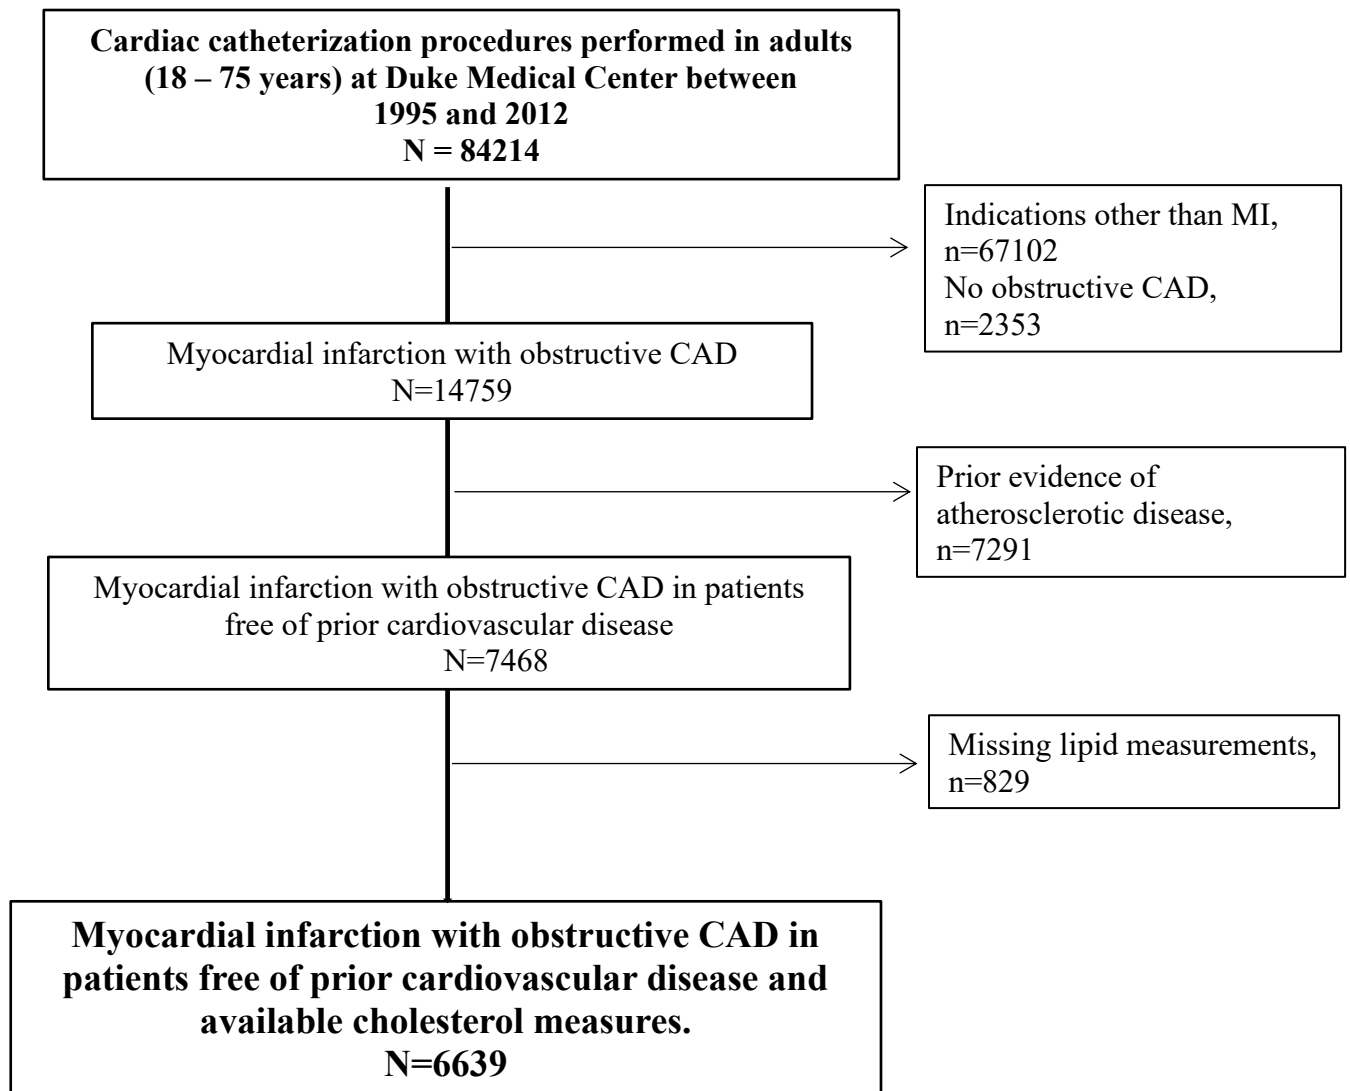 Cardiac catheterization procedures performed in adults
(18 – 75 years) at Duke Medical Center between
1995 and 2012
N = 84214
Indications other than MI,
n=67102
No obstructive CAD,
n=2353
Myocardial infarction with obstructive CAD
N=14759
Prior evidence of
atherosclerotic disease,
n=7291
Myocardial infarction with obstructive CAD in patients
free of prior cardiovascular disease
N=7468
Missing lipid measurements,
n=829
Myocardial infarction with obstructive CAD in
patients free of prior cardiovascular disease and
available cholesterol measures.
N=6639